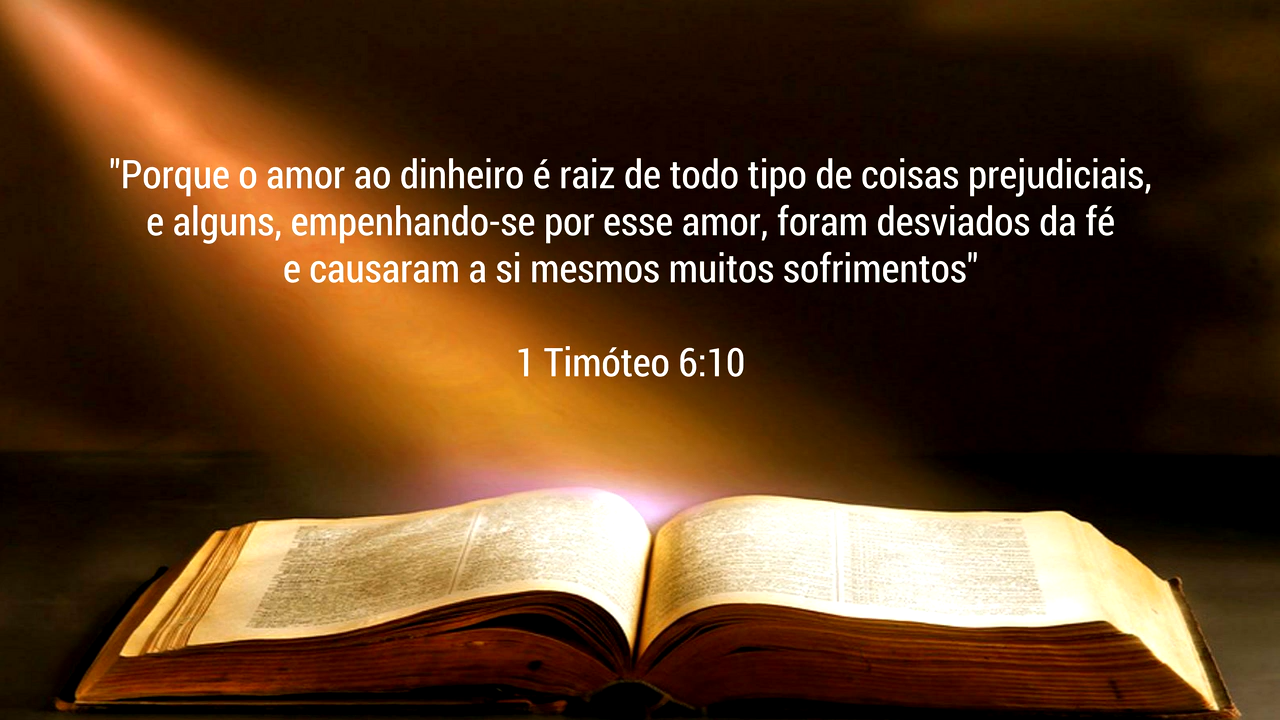 "Porque o amor ao dinheiro é raiz de todo tipo de coisas prejudiciais,
e alguns, empenhando-se por esse amor, foram desviados da fé
e causaram a si mesmos muitos sofrimentos"
1 Timóteo 6:10